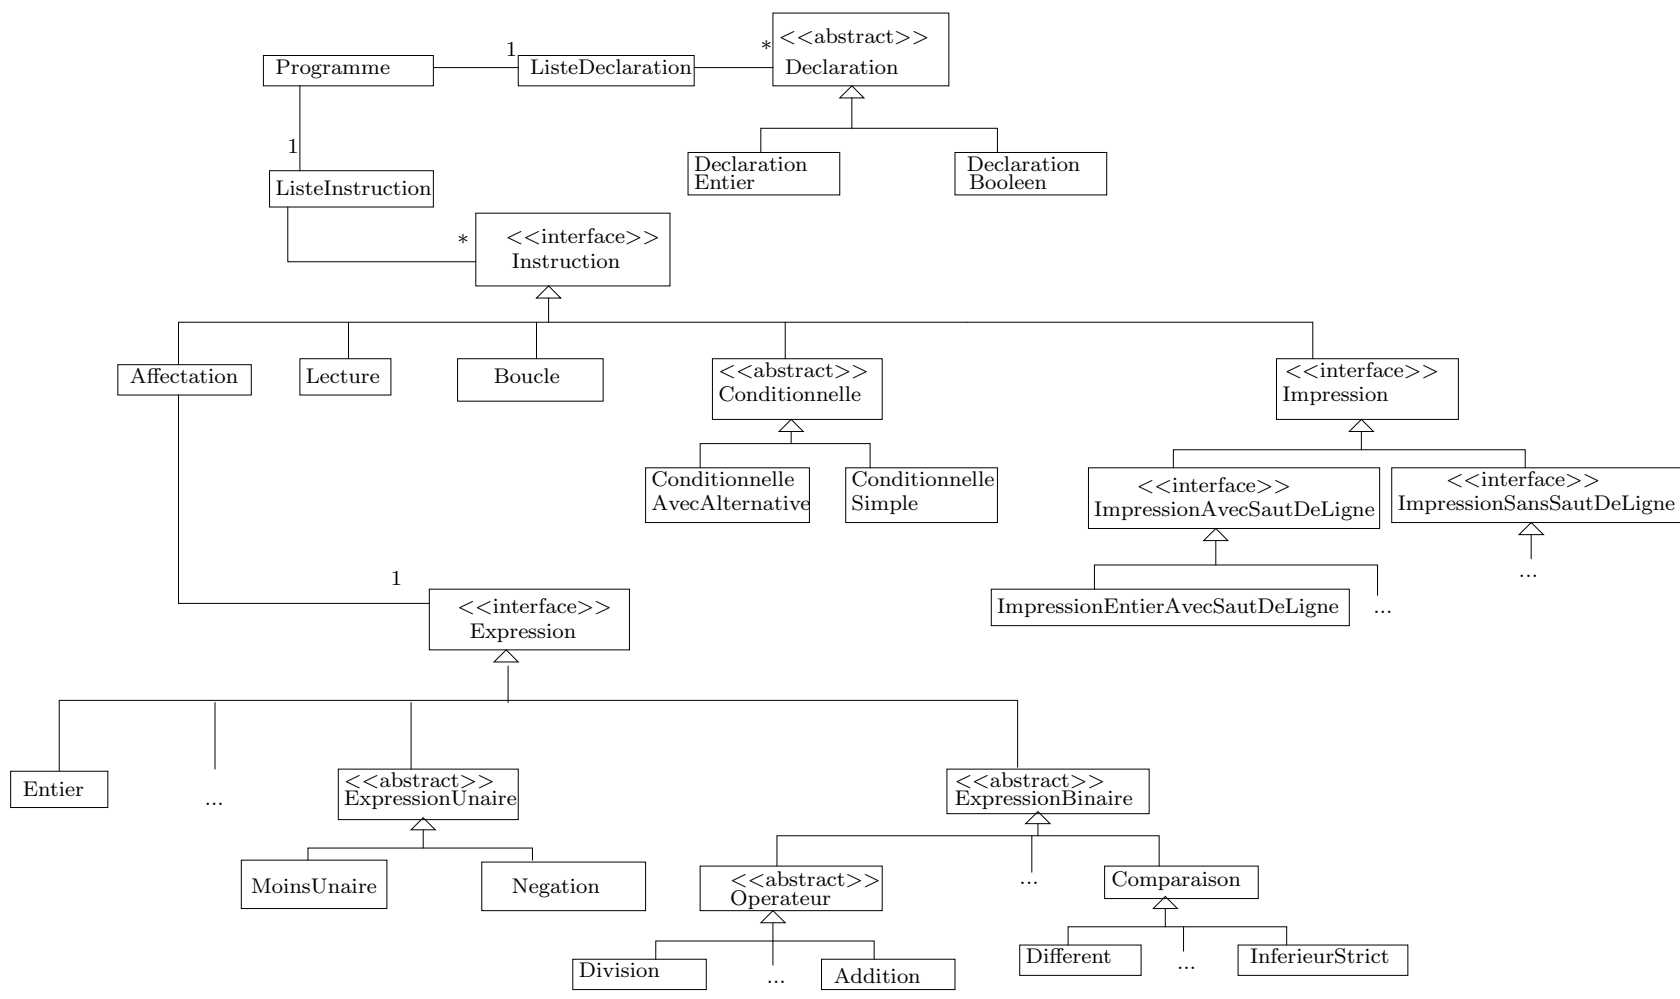 <<abstract>>
1
*
Programme
ListeDeclaration
Declaration
1
Declaration
Entier
Declaration
Booleen
ListeInstruction
*
<<interface>>
Instruction
Affectation
Lecture
Boucle
<<abstract>>
Conditionnelle
<<interface>>
Impression
Conditionnelle
AvecAlternative
Conditionnelle
Simple
<<interface>>
ImpressionAvecSautDeLigne
<<interface>>
ImpressionSansSautDeLigne
...
1
<<interface>>
Expression
ImpressionEntierAvecSautDeLigne
...
Entier
...
<<abstract>>
ExpressionUnaire
<<abstract>>
ExpressionBinaire
MoinsUnaire
Negation
<<abstract>>
Operateur
...
Comparaison
Division
...
Addition
Different
...
InferieurStrict